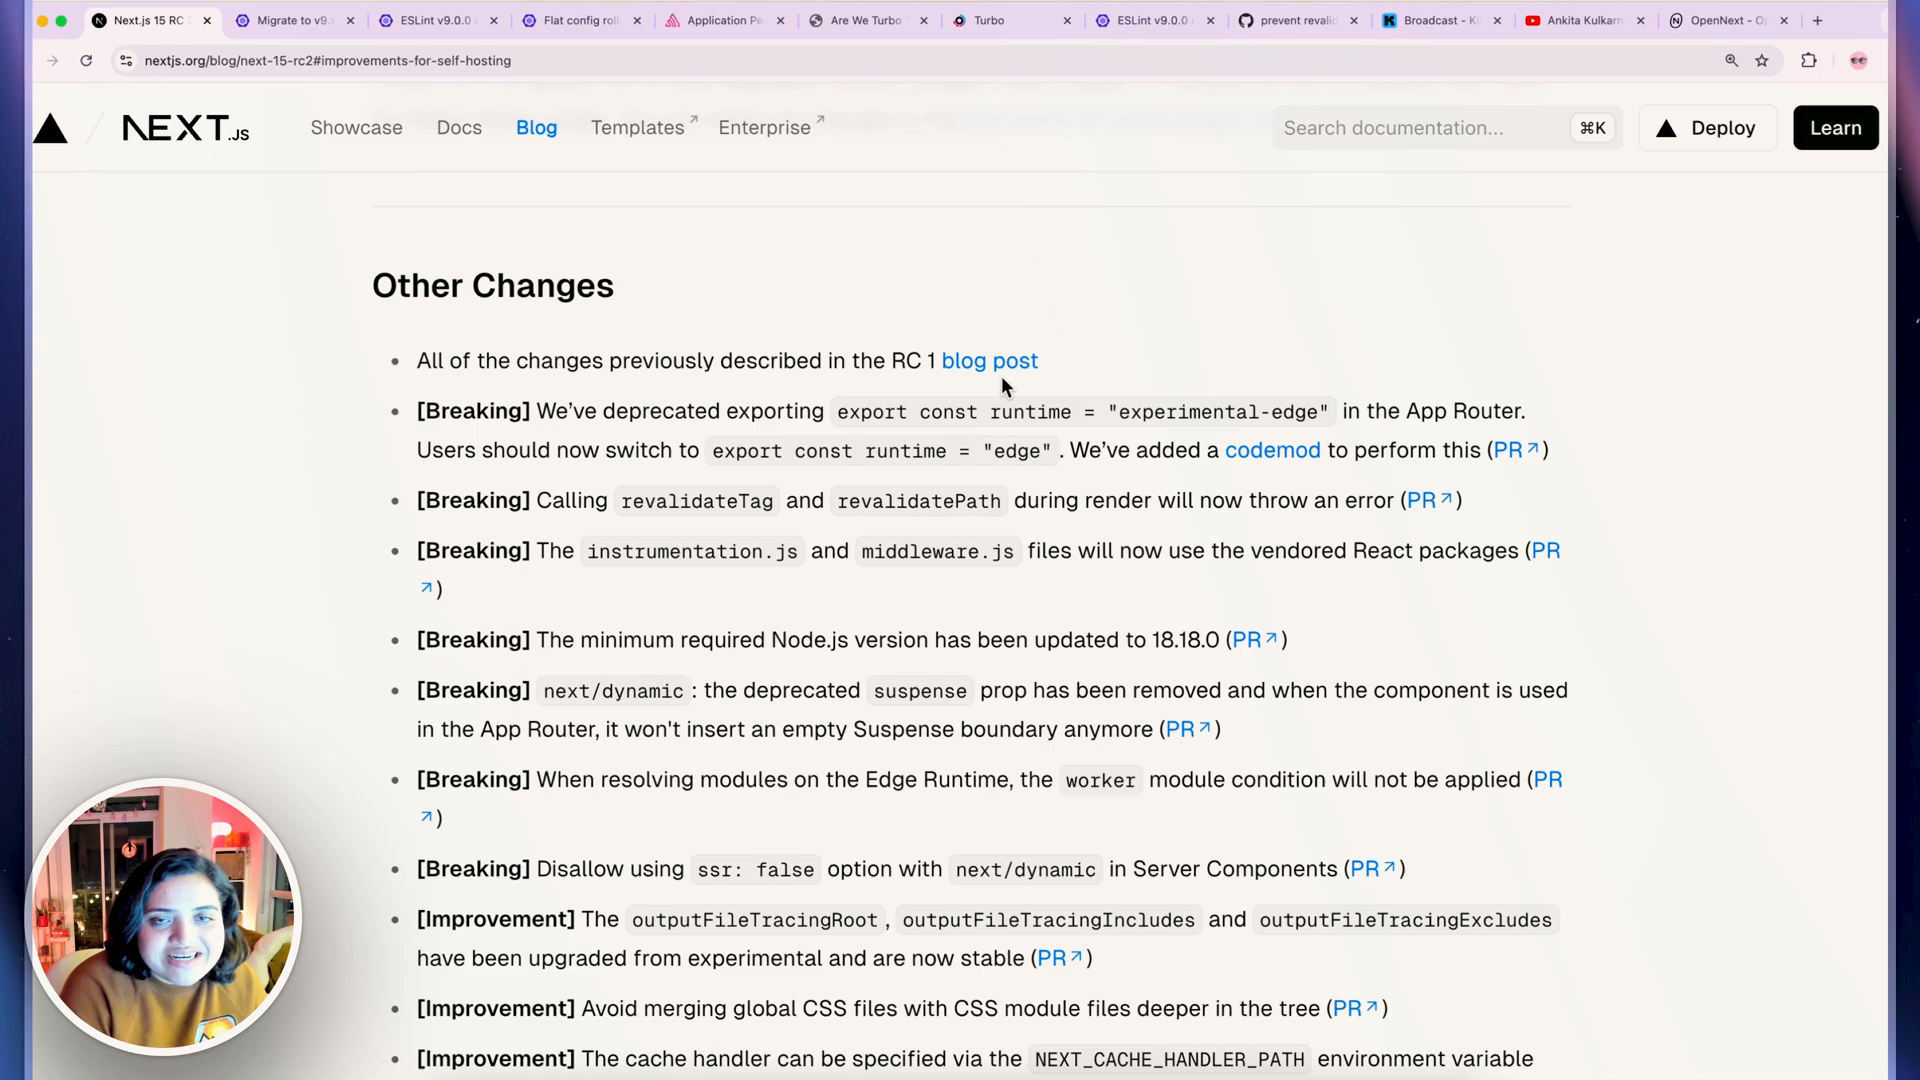 Next.js 15 RC
Migrate to v9.
ESLint v9.0.0
Flat config rol
Application Pe
Are We Turbo
Turbo
ESLint v9.0.0
prevent revalid
Broadcast - Ki
Ankita Kulkarn
OpenNext - Op
nextjs.org/blog/next-15-rc2#improvements-for-self-hosting
NEXT.JS
Showcase
Docs
Blog
Templates↗
Enterprise↗
Search documentation...
⌘K
Deploy
Learn
Other Changes
• All of the changes previously described in the RC 1 blog post
• [Breaking] We’ve deprecated exporting export const runtime = "experimental-edge" in the App Router.
Users should now switch to export const runtime = "edge". We’ve added a codemod to perform this (PR↗)
• [Breaking] Calling revalidateTag and revalidatePath during render will now throw an error (PR↗)
• [Breaking] The instrumentation.js and middleware.js files will now use the vendored React packages (PR
↗)
• [Breaking] The minimum required Node.js version has been updated to 18.18.0 (PR↗)
• [Breaking] next/dynamic: the deprecated suspense prop has been removed and when the component is used
in the App Router, it won't insert an empty Suspense boundary anymore (PR↗)
• [Breaking] When resolving modules on the Edge Runtime, the worker module condition will not be applied (PR
↗)
• [Breaking] Disallow using ssr: false option with next/dynamic in Server Components (PR↗)
• [Improvement] The outputFileTracingRoot, outputFileTracingIncludes and outputFileTracingExcludes
have been upgraded from experimental and are now stable (PR↗)
• [Improvement] Avoid merging global CSS files with CSS module files deeper in the tree (PR↗)
• [Improvement] The cache handler can be specified via the NEXT_CACHE_HANDLER_PATH environment variable